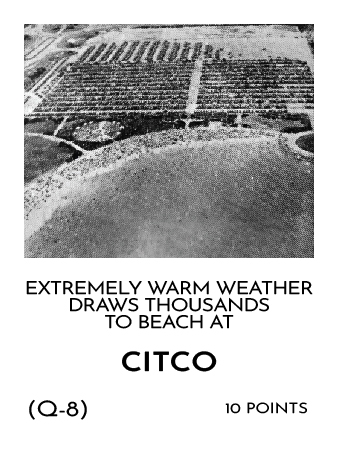 EXTREMELY WARM WEATHER
DRAWS THOUSANDS
TO BEACH AT
CITCO
(Q-8)
10 POINTS